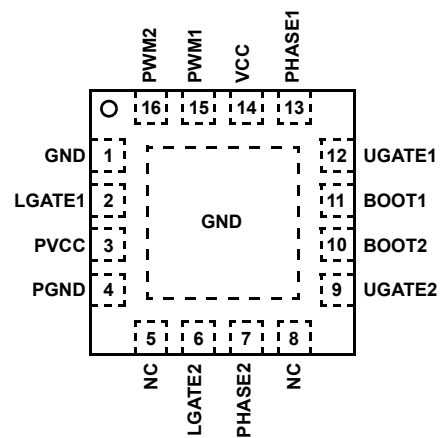 PWM2
PWM1
VCC
PHASE1
16
15
14
13
GND 1
12 UGATE1
LGATE1 2
11 BOOT1
GND
PVCC 3
10 BOOT2
PGND 4
9 UGATE2
5
6
7
8
NC
LGATE2
PHASE2
NC